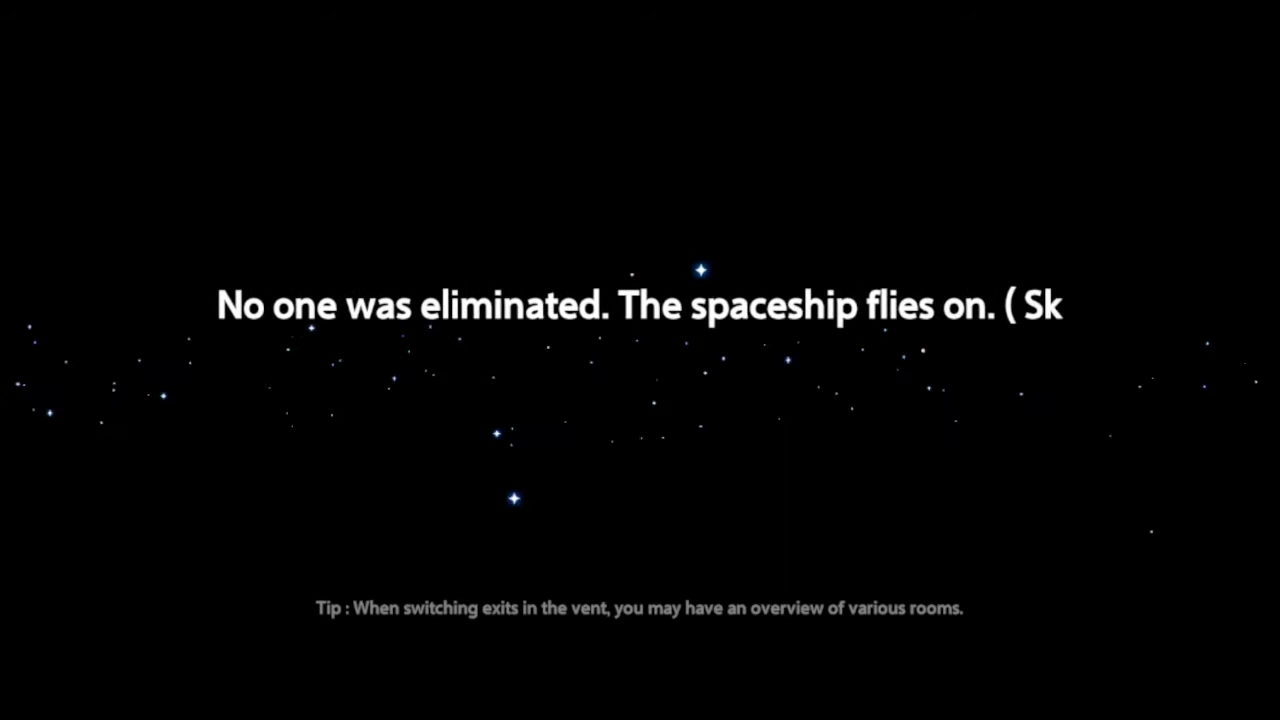 No one was eliminated. The spaceship flies on. ( Sk
Tip : When switching exits in the vent, you may have an overview of various rooms.